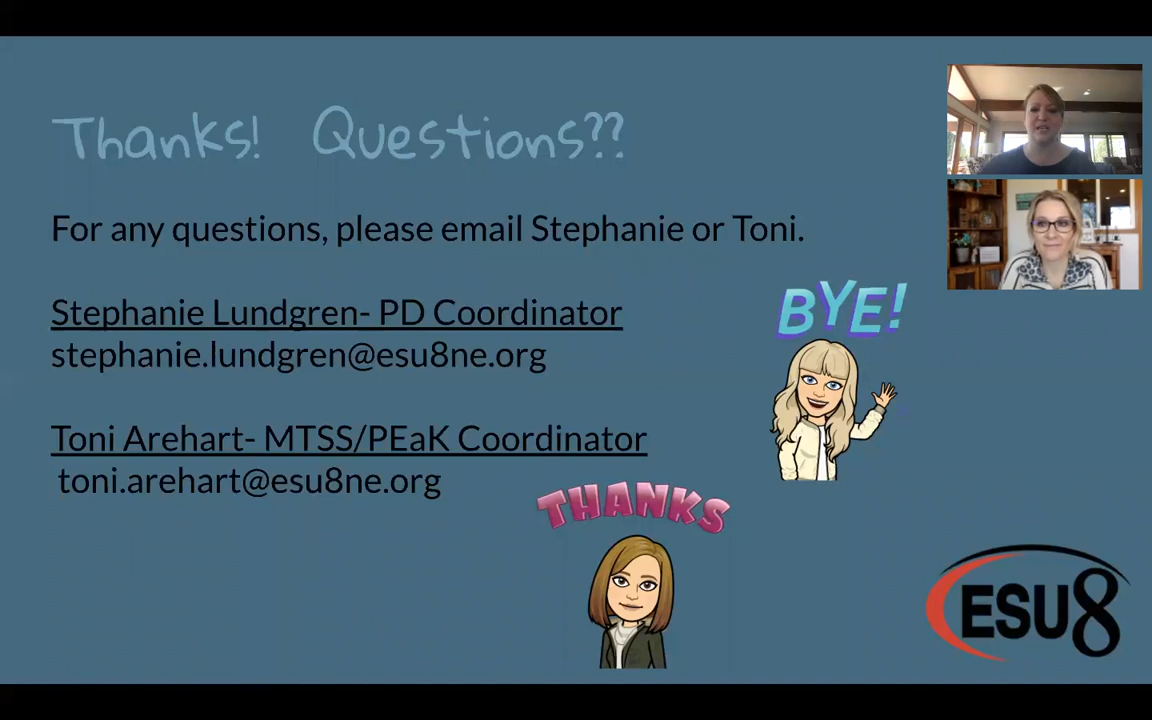 Thanks! Questions??
For any questions, please email Stephanie or Toni.
Stephanie Lundgren- PD Coordinator
stephanie.lundgren@esu8ne.org
Toni Arehart- MTSS/PEaK Coordinator
toni.arehart@esu8ne.org
BYE!
THANKS
ESU8